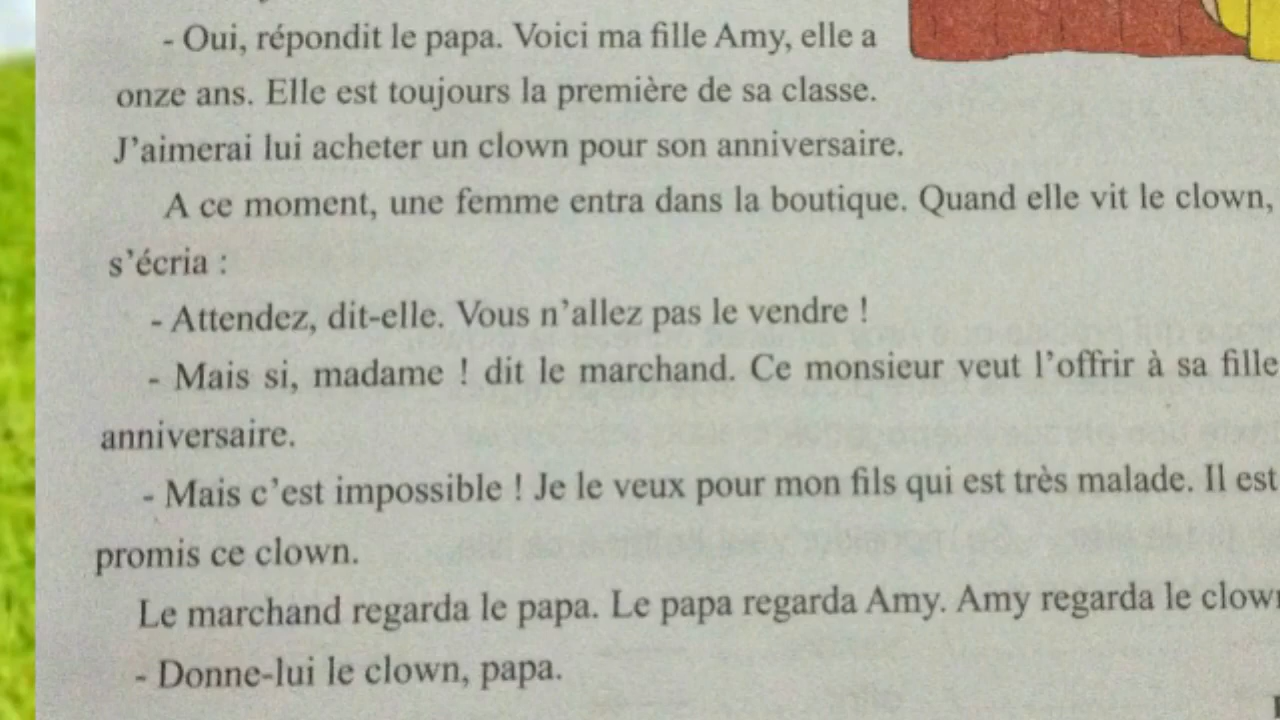 - Oui, répondit le papa. Voici ma fille Amy, elle a
onze ans. Elle est toujours la première de sa classe.
J'aimerai lui acheter un clown pour son anniversaire.
A ce moment, une femme entra dans la boutique. Quand elle vit le clown,
s'écria :
- Attendez, dit-elle. Vous n'allez pas le vendre !
- Mais si, madame ! dit le marchand. Ce monsieur veut l'offrir à sa fille
anniversaire.
- Mais c'est impossible ! Je le veux pour mon fils qui est très malade. Il est
promis ce clown.
Le marchand regarda le papa. Le papa regarda Amy. Amy regarda le
- Donne-lui le clown, papa.